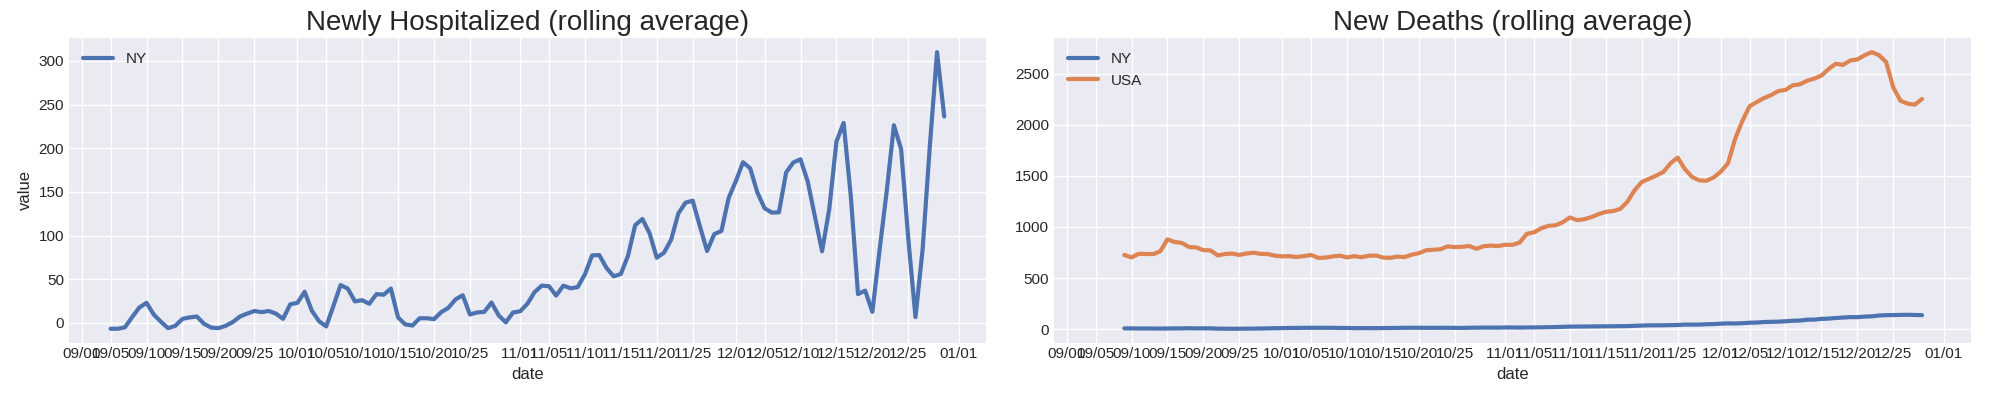 Newly Hospitalized (rolling average)
NY
300
250
200
150
100
50
0
value
09/01 09/05 09/10 09/15 09/20 09/25 10/01 10/05 10/10 10/15 10/20 10/25 11/01 11/05 11/10 11/15 11/20 11/25 12/01 12/05 12/10 12/15 12/20 12/25 01/01
date
New Deaths (rolling average)
NY
USA
2500
2000
1500
1000
500
0
09/01 09/05 09/10 09/15 09/20 09/25 10/01 10/05 10/10 10/15 10/20 10/25 11/01 11/05 11/10 11/15 11/20 11/25 12/01 12/05 12/10 12/15 12/20 12/25 01/01
date